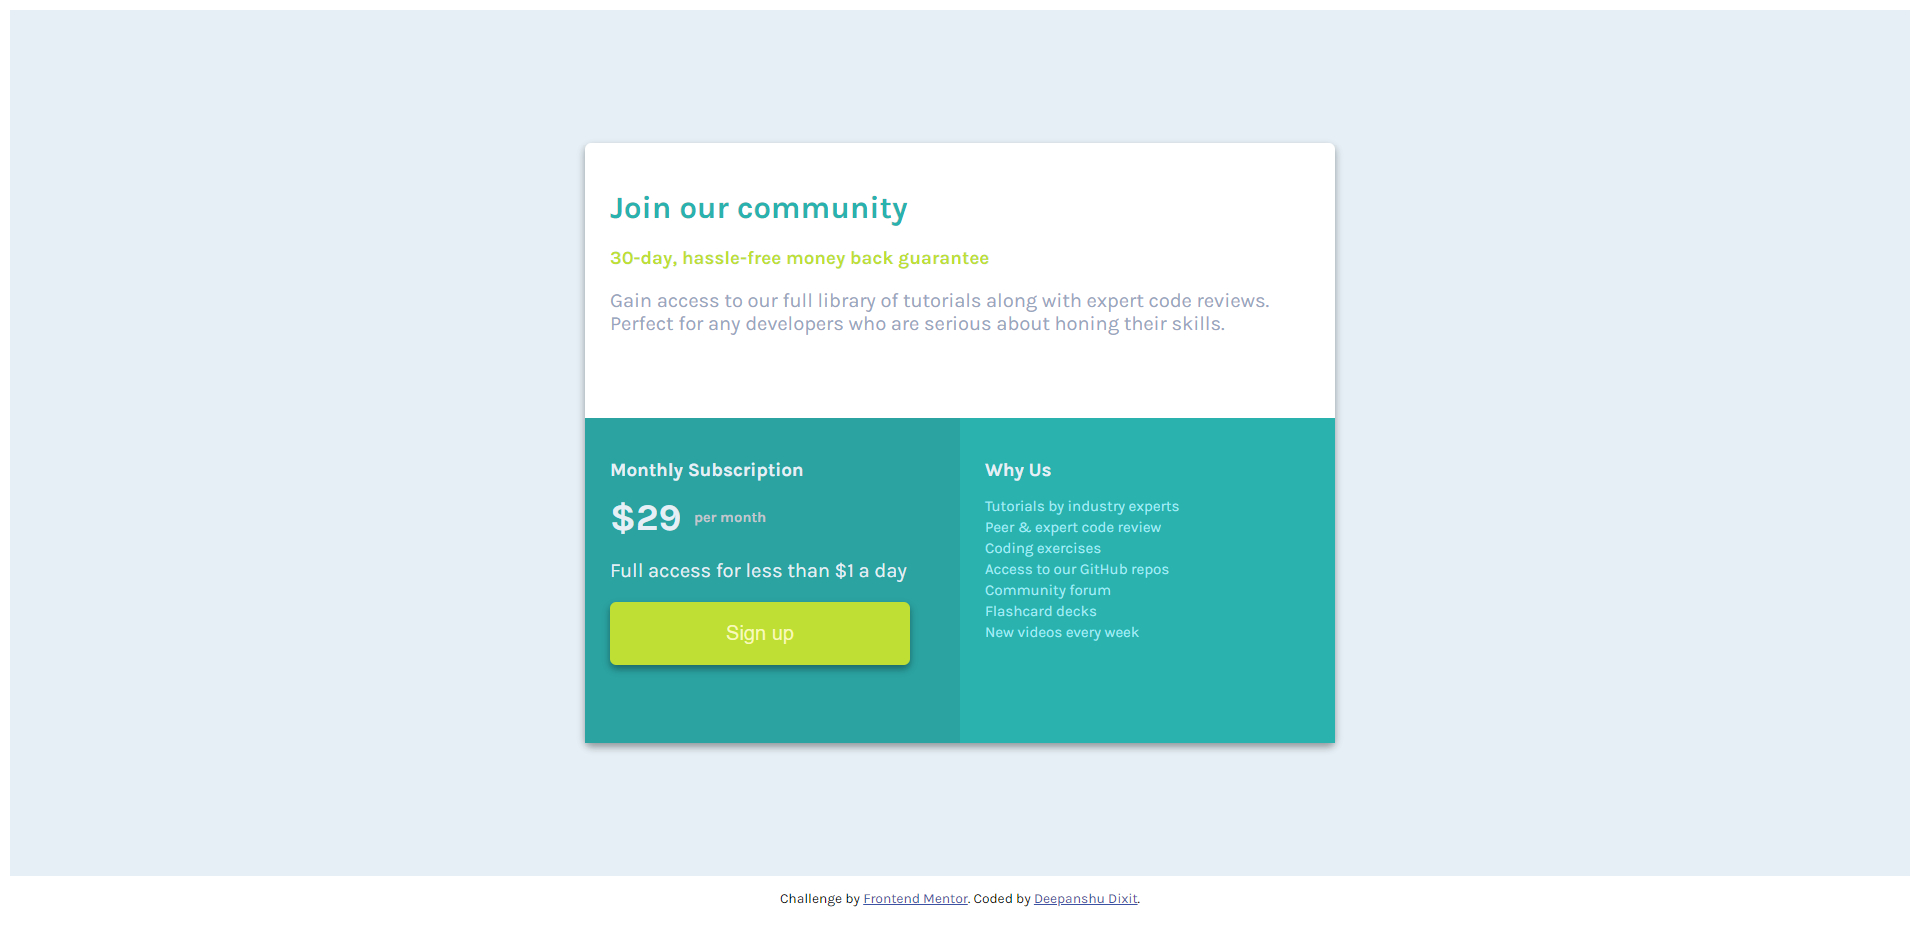 Join our community
30-day, hassle-free money back guarantee
Gain access to our full library of tutorials along with expert code reviews.
Perfect for any developers who are serious about honing their skills.
Monthly Subscription
$29 per month
Full access for less than $1 a day
Sign up
Why Us
Tutorials by industry experts
Peer & expert code review
Coding exercises
Access to our GitHub repos
Community forum
Flashcard decks
New videos every week
Challenge by Frontend Mentor. Coded by Deepanshu Dixit.